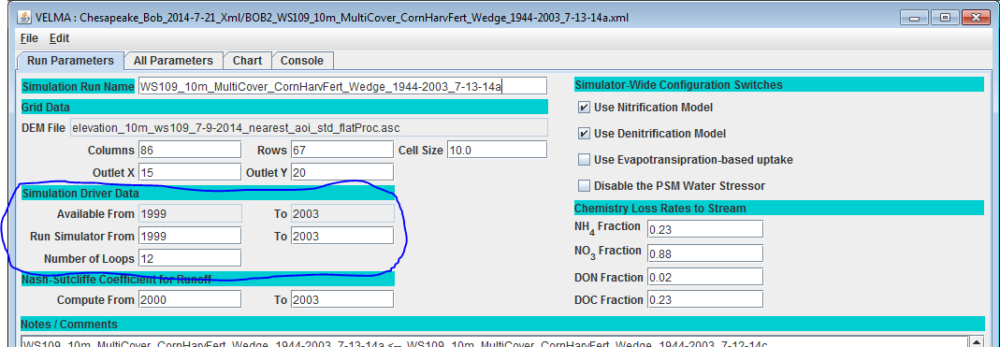 VELMA : Chesapeake_Bob_2014-7-21_Xml/BOB2_WS109_10m_MultiCover_CornHarvFert_Wedge_1944-2003_7-13-14a.xml
File Edit
Run Parameters All Parameters Chart Console
Simulation Run Name WS109_10m_MultiCover_CornHarvFert_Wedge_1944-2003_7-13-14a
Grid Data
DEM File elevation_10m_ws109_7-9-2014_nearest_aoi_std_flatProc.asc
Columns 86 Rows 67 Cell Size 10.0
Outlet X 15 Outlet Y 20
Simulation Driver Data
Available From 1999 To 2003
Run Simulator From 1999 To 2003
Number of Loops 12
Nash-Sutcliffe Coefficient for Runoff
Compute From 2000 To 2003
Simulator-Wide Configuration Switches
Use Nitrification Model
Use Denitrification Model
Use Evapotransipration-based uptake
Disable the PSM Water Stressor
Chemistry Loss Rates to Stream
NH4 Fraction 0.23
NO3 Fraction 0.88
DON Fraction 0.02
DOC Fraction 0.23
Notes / Comments
WS109_10m_MultiCover_CornHarvFert_Wedge_1944-2003_7-13-14a <-- WS109_10m_MultiCover_CornHarvFert_Wedge_1944-2003_7-12-14c